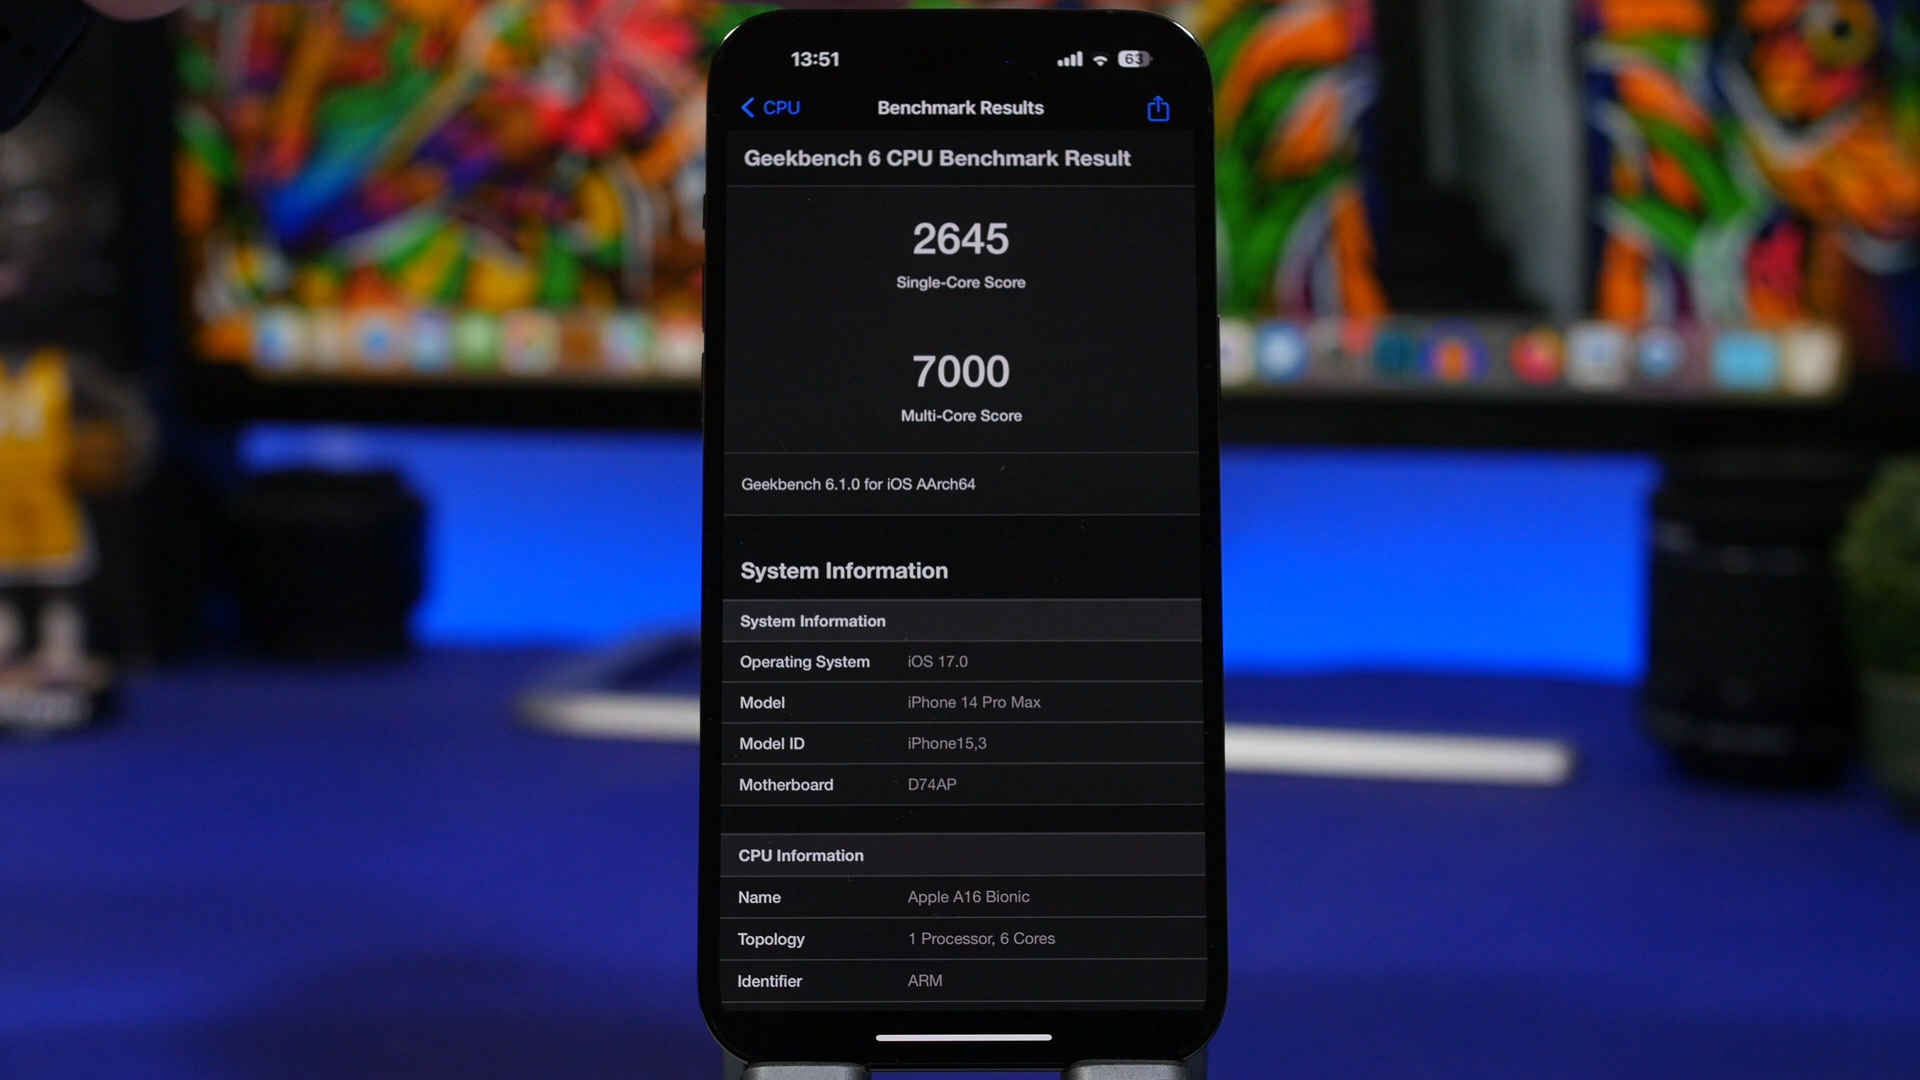 13:51
63
CPU
Benchmark Results
Geekbench 6 CPU Benchmark Result
2645
Single-Core Score
7000
Multi-Core Score
Geekbench 6.1.0 for iOS AArch64
System Information
System Information
Operating System iOS 17.0
Model iPhone 14 Pro Max
Model ID iPhone15,3
Motherboard D74AP
CPU Information
Name Apple A16 Bionic
Topology 1 Processor, 6 Cores
Identifier ARM